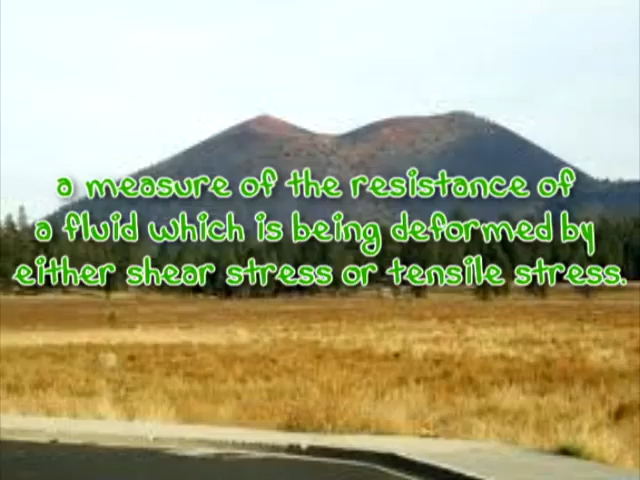 a measure of the resistance of
a fluid which is being deformed by
either shear stress or tensile stress.